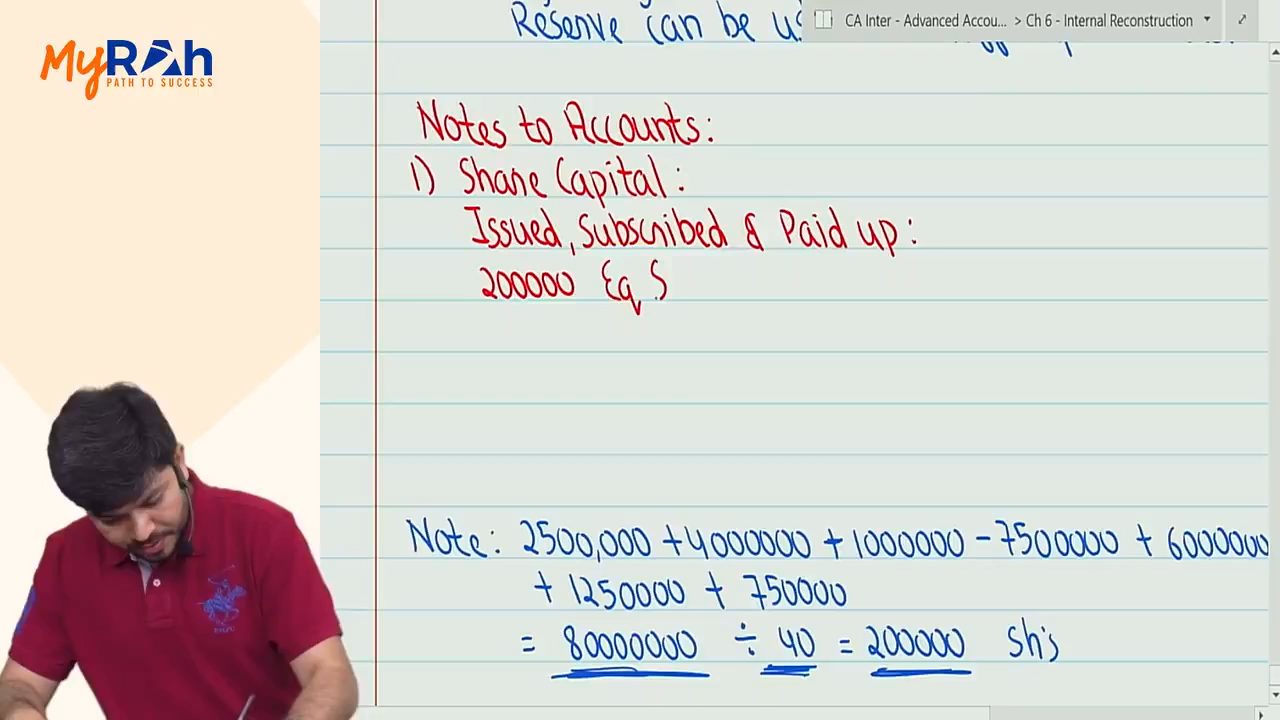 Reserve can be us
CA Inter - Advanced Accou... > Ch 6 - Internal Reconstruction
MyRAh
PATH TO SUCCESS
Notes to Accounts:
1) Share Capital:
Issued, Subscribed & Paid up:
200000 Eq S
Note: 2500,000 + 4000000 + 1000000 - 7500000 + 6000000
+ 1250000 + 750000
= 80000000 ÷ 40 = 200000 Sh's